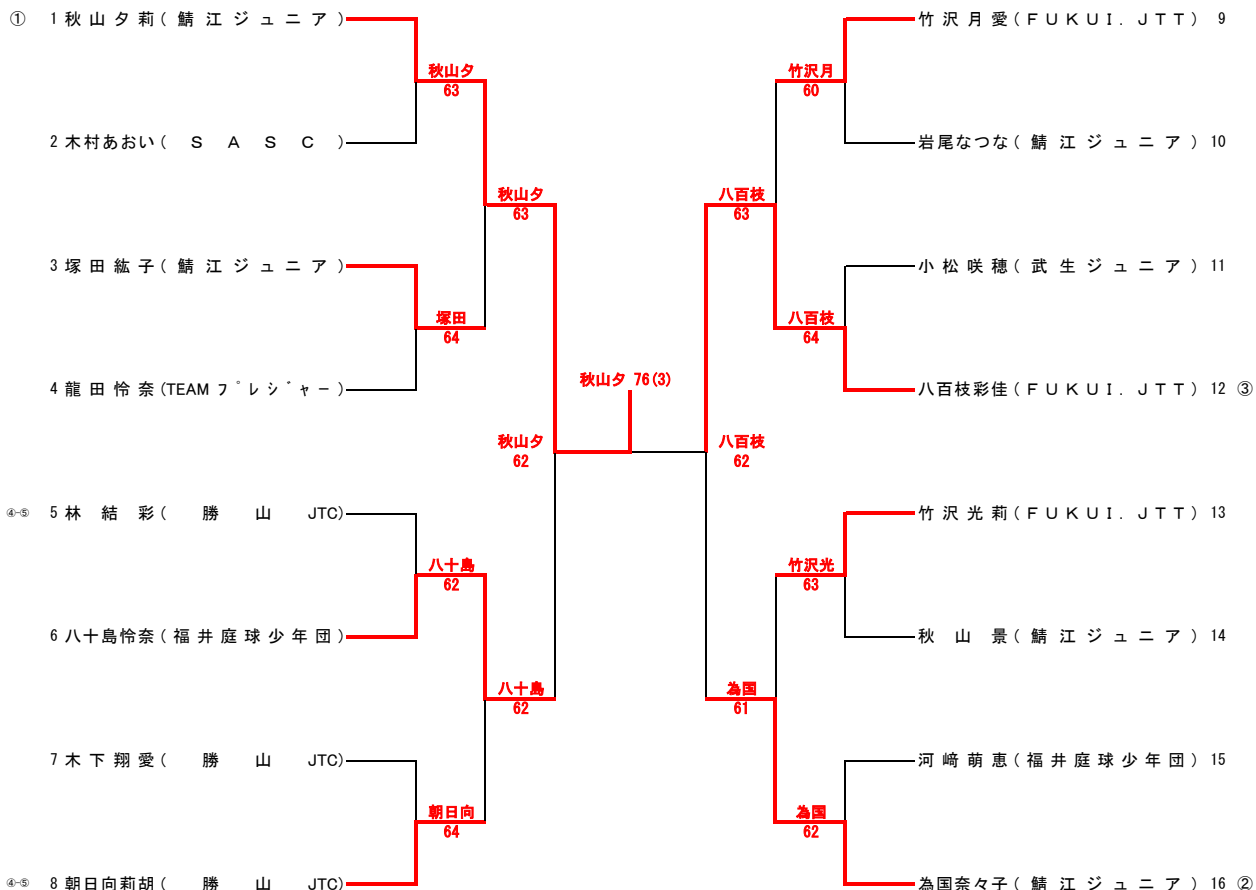 ① 1 秋山夕莉(鯖江ジュニア)
2 木村あおい(SASC)
3 塚田紘子(鯖江ジュニア)
4 龍田怜奈(TEAMプレジャー)
④-⑤ 5 林結彩(勝山JTC)
6 八十島怜奈(福井庭球少年団)
7 木下翔愛(勝山JTC)
④-⑤ 8 朝日向莉胡(勝山JTC)
秋山夕
63
塚田
64
八十島
62
朝日向
64
秋山夕
63
八十島
62
秋山夕
62
秋山夕 76(3)
八百枝
62
八百枝
63
為国
61
竹沢月
60
八百枝
64
竹沢光
63
為国
62
竹沢月愛(FUKUI.JTT) 9
岩尾なつな(鯖江ジュニア) 10
小松咲穂(武生ジュニア) 11
八百枝彩佳(FUKUI.JTT) 12 ③
竹沢光莉(FUKUI.JTT) 13
秋山景(鯖江ジュニア) 14
河﨑萌恵(福井庭球少年団) 15
為国奈々子(鯖江ジュニア) 16 ②